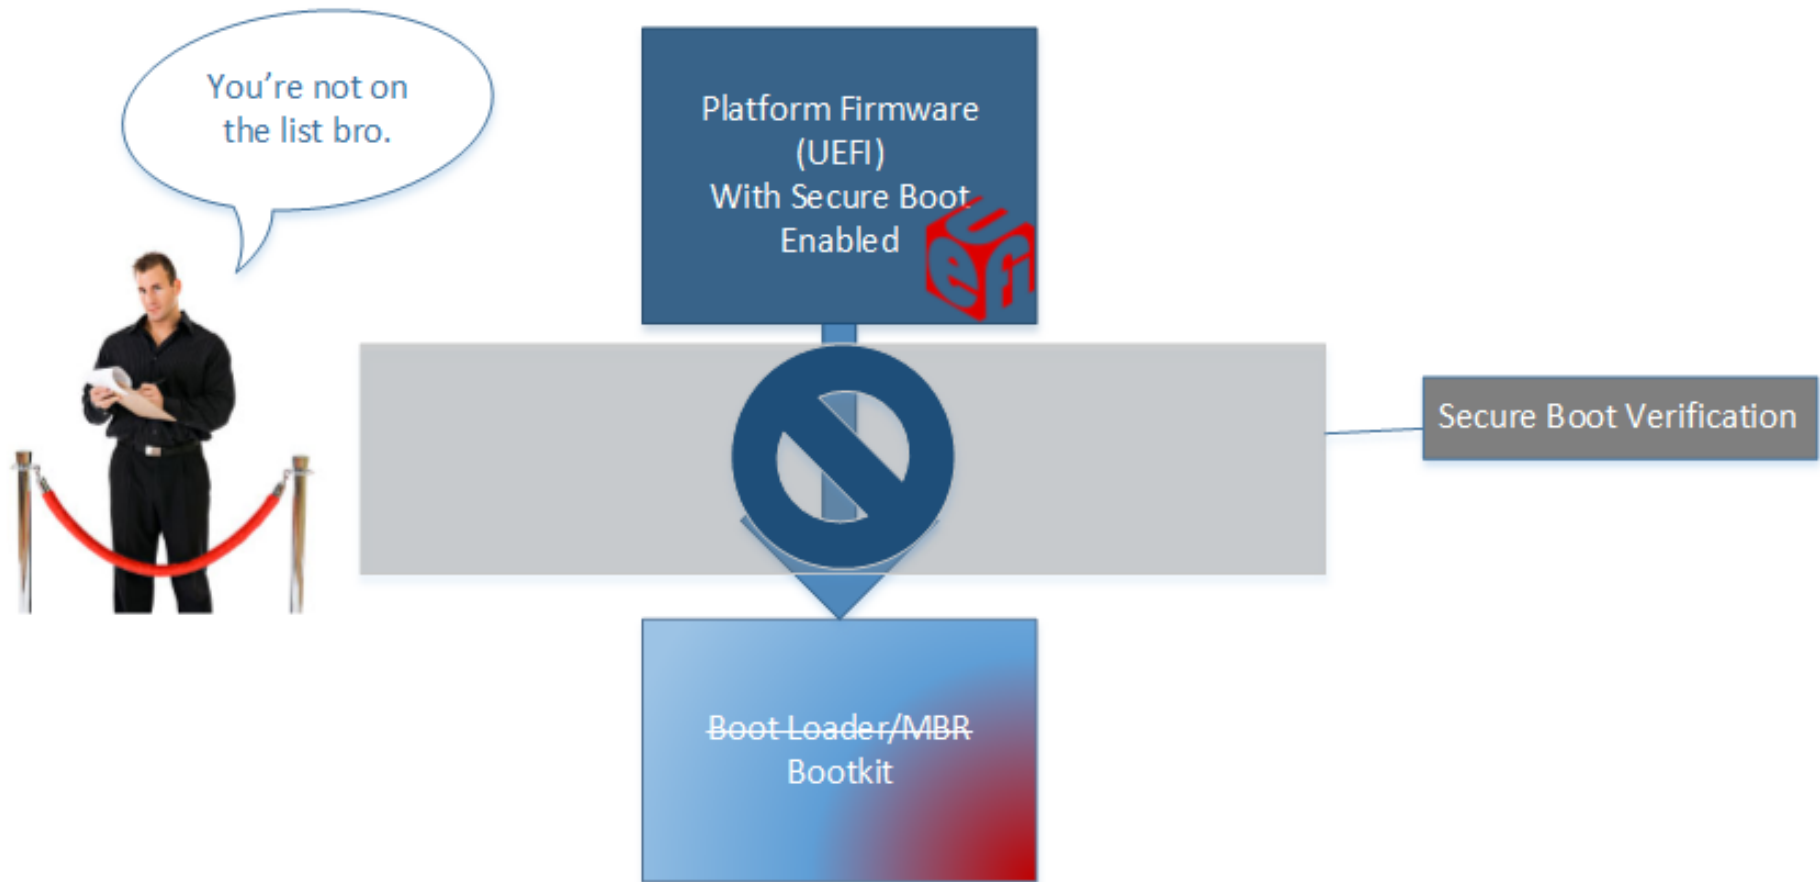 You’re not on
the list bro.
Platform Firmware
(UEFI)
With Secure Boot
Enabled
UEFI
Secure Boot Verification
Boot Loader/MBR
Bootkit